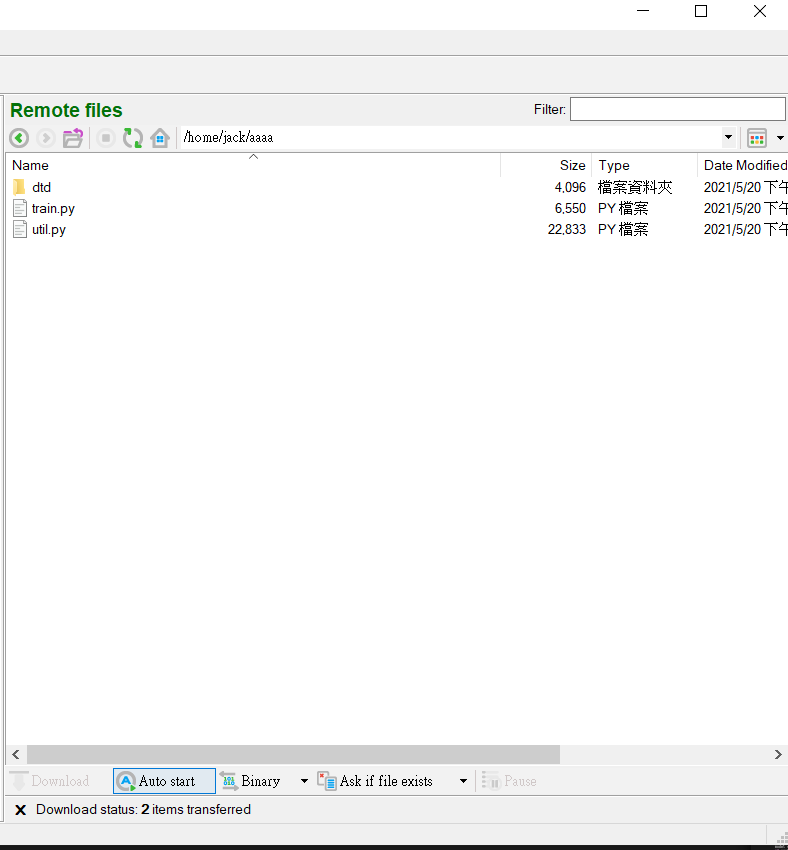 Remote files Filter:
/home/jack/aaaa
Name Size Type Date Modified
dtd 4,096 檔案資料夾 2021/5/20 下午
train.py 6,550 PY 檔案 2021/5/20 下午
util.py 22,833 PY 檔案 2021/5/20 下午
Download Auto start Binary Ask if file exists Pause
Download status: 2 items transferred